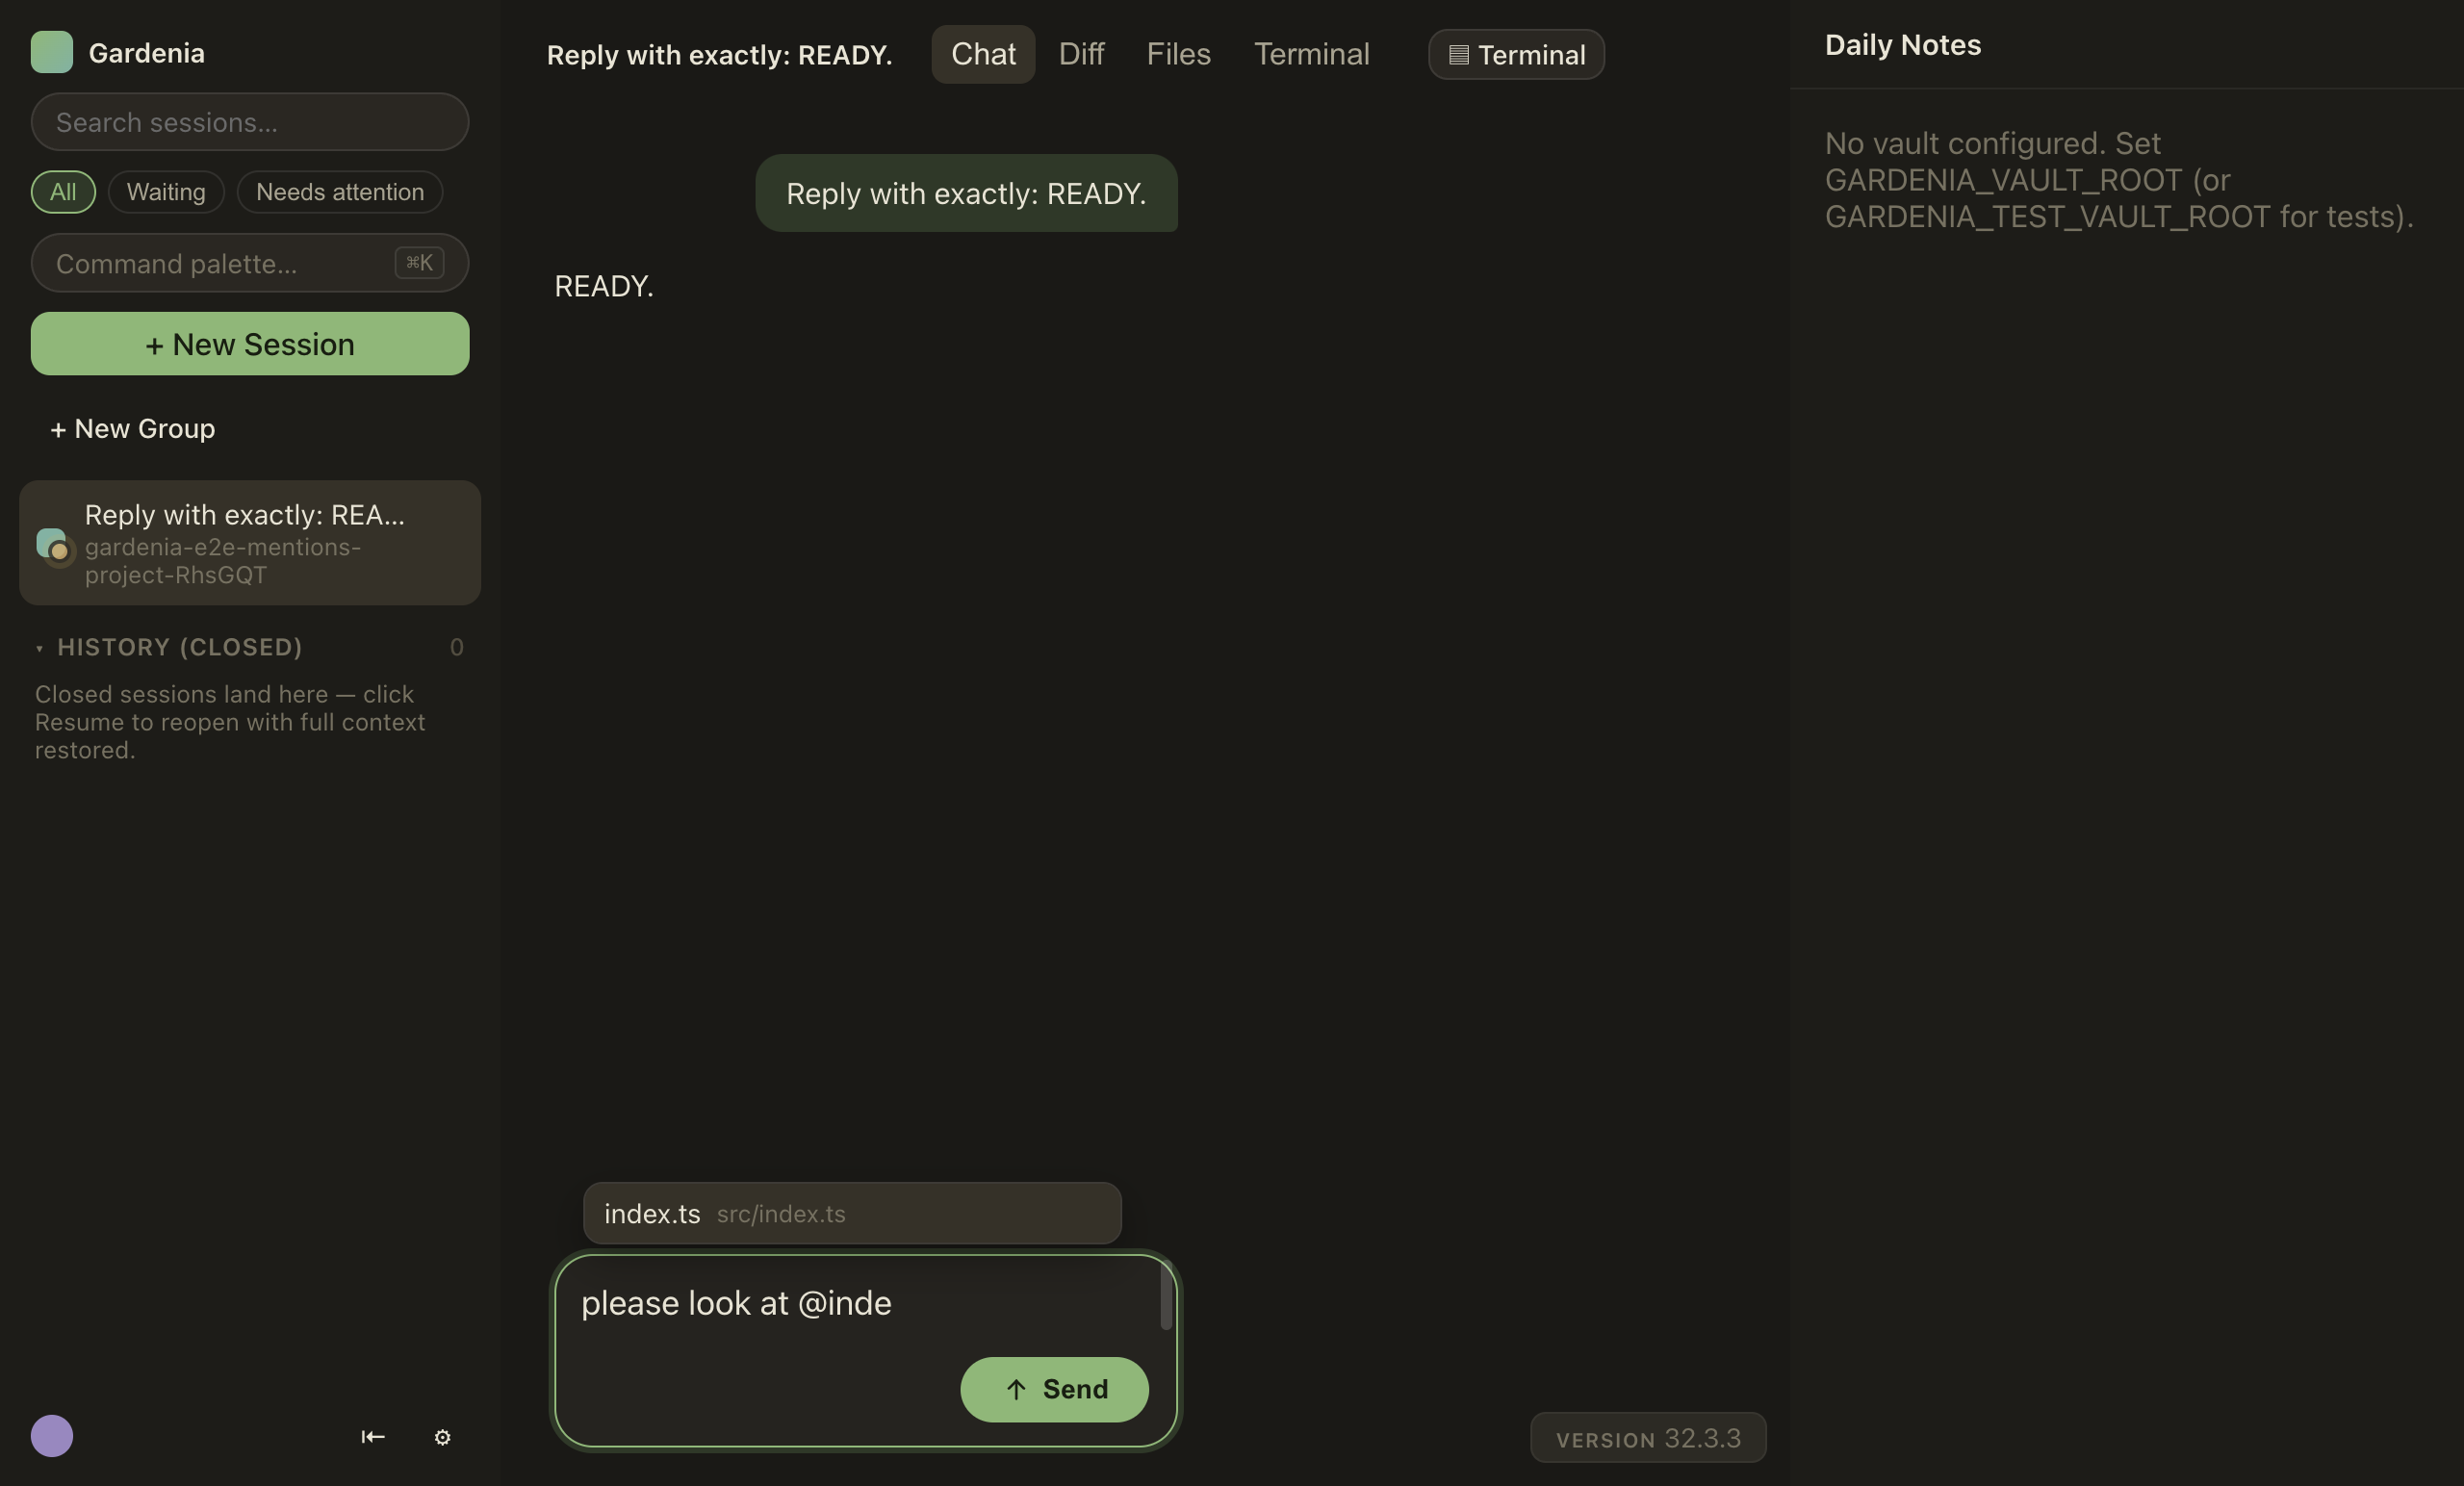 Gardenia
Search sessions...
All
Waiting
Needs attention
Command palette...
⌘K
+ New Session
+ New Group
Reply with exactly: REA...
gardenia-e2e-mentions-
project-RhsGQT
▾ HISTORY (CLOSED) 0
Closed sessions land here — click
Resume to reopen with full context
restored.
Reply with exactly: READY.
Chat
Diff
Files
Terminal
Terminal
Reply with exactly: READY.
READY.
index.ts src/index.ts
please look at @inde
↑ Send
VERSION 32.3.3
Daily Notes
No vault configured. Set
GARDENIA_VAULT_ROOT (or
GARDENIA_TEST_VAULT_ROOT for tests).